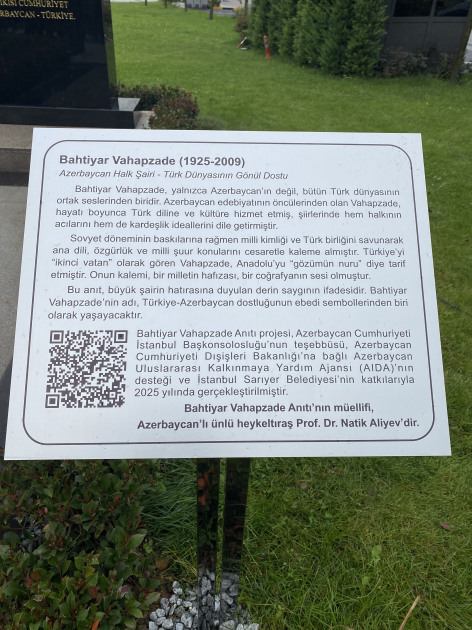 İKİSİ CUMHURİYET
AZERBAYCAN - TÜRKİYE.
Bahtiyar Vahapzade (1925-2009)
Azerbaycan Halk Şairi - Türk Dünyasının Gönül Dostu
Bahtiyar Vahapzade, yalnızca Azerbaycan'ın değil, bütün Türk dünyasının
ortak seslerinden biridir. Azerbaycan edebiyatının öncülerinden olan Vahapzade,
hayatı boyunca Türk diline ve kültüre hizmet etmiş, şiirlerinde hem halkının
acılarını hem de kardeşlik ideallerini dile getirmiştir.
Sovyet döneminin baskılarına rağmen milli kimliği ve Türk birliğini savunarak
ana dili, özgürlük ve milli şuur konularını cesaretle kaleme almıştır. Türkiye'yi
“ikinci vatan” olarak gören Vahapzade, Anadolu'yu “gözümün nuru” diye tarif
etmiştir. Onun kalemi, bir milletin hafızası, bir coğrafyanın sesi olmuştur.
Bu anıt, büyük şairin hatırasına duyulan derin saygının ifadesidir. Bahtiyar
Vahapzade'nin adı, Türkiye-Azerbaycan dostluğunun ebedi sembollerinden biri
olarak yaşayacaktır.
Bahtiyar Vahapzade Anıtı projesi, Azerbaycan Cumhuriyeti
İstanbul Başkonsolosluğu'nun teşebbüsü, Azerbaycan
Cumhuriyeti Dışişleri Bakanlığı'na bağlı Azerbaycan
Uluslararası Kalkınmaya Yardım Ajansı (AIDA)'nın
desteği ve İstanbul Sarıyer Belediyesi'nin katkılarıyla
2025 yılında gerçekleştirilmiştir.
Bahtiyar Vahapzade Anıtı'nın müellifi,
Azerbaycan'lı ünlü heykeltıraş Prof. Dr. Natik Aliyev'dir.